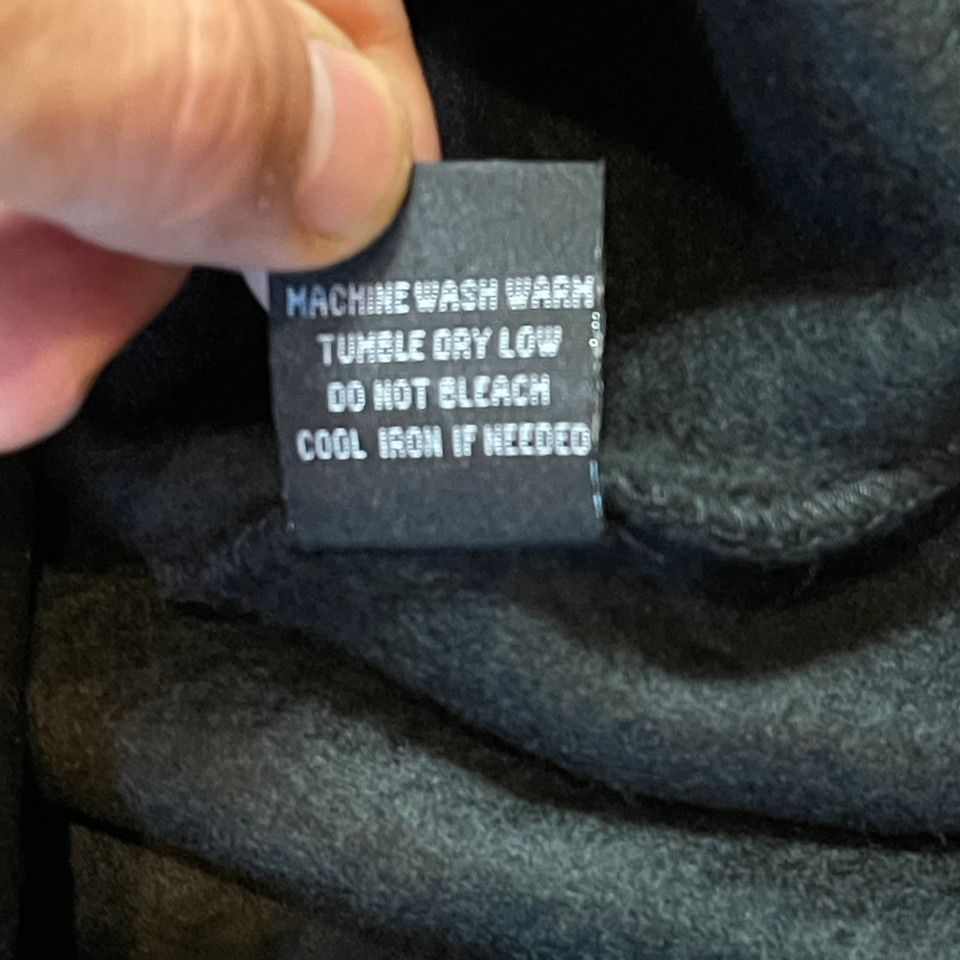 MACHINE WASH WARM
TUMBLE DRY LOW
DO NOT BLEACH
COOL IRON IF NEEDED